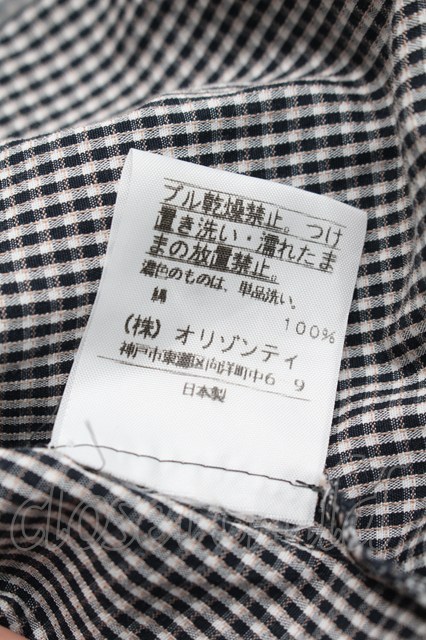 ブル乾燥禁止。つけ
置き洗い・濡れたま
まの放置禁止。
濃色のものは、単品洗い。
綿
100%
(株) オリゾンティ
神戸市東灘区向洋町中6-9
日本製